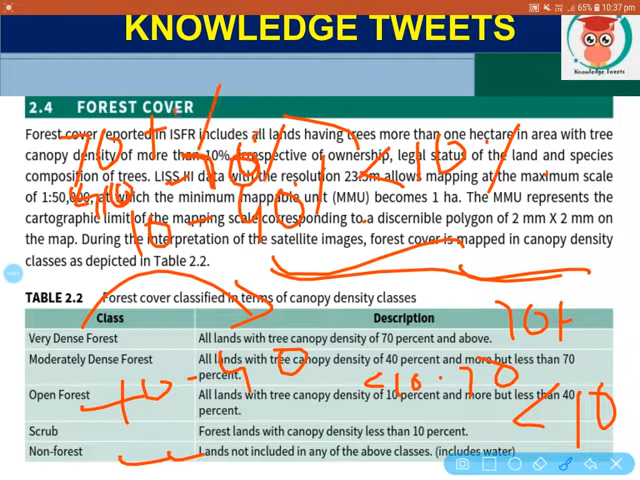 65% 10:37 pm
KNOWLEDGE TWEETS
Knowledge Tweets
2.4 FOREST COVER
Forest cover reported in ISFR includes all lands having trees more than one hectare in area with tree
canopy density of more than 10%, irrespective of ownership, legal status of the land and species
composition of trees. LISS III data with the resolution 23.5m allows mapping at the maximum scale
of 1:50,000, at which the minimum mappable unit (MMU) becomes 1 ha. The MMU represents the
cartographic limit of the mapping scale corresponding to a discernible polygon of 2 mm X 2 mm on
the map. During the interpretation of the satellite images, forest cover is mapped in canopy density
classes as depicted in Table 2.2.
70+
<10%
10-
TABLE 2.2 Forest cover classified in terms of canopy density classes
Class Description
Very Dense Forest All lands with tree canopy density of 70 percent and above.
70+
Moderately Dense Forest All lands with tree canopy density of 40 percent and more but less than 70
percent.
10-40
Open Forest All lands with tree canopy density of 10 percent and more but less than 40
percent.
<10
Scrub Forest lands with canopy density less than 10 percent.
Non-forest Lands not included in any of the above classes. (includes water)